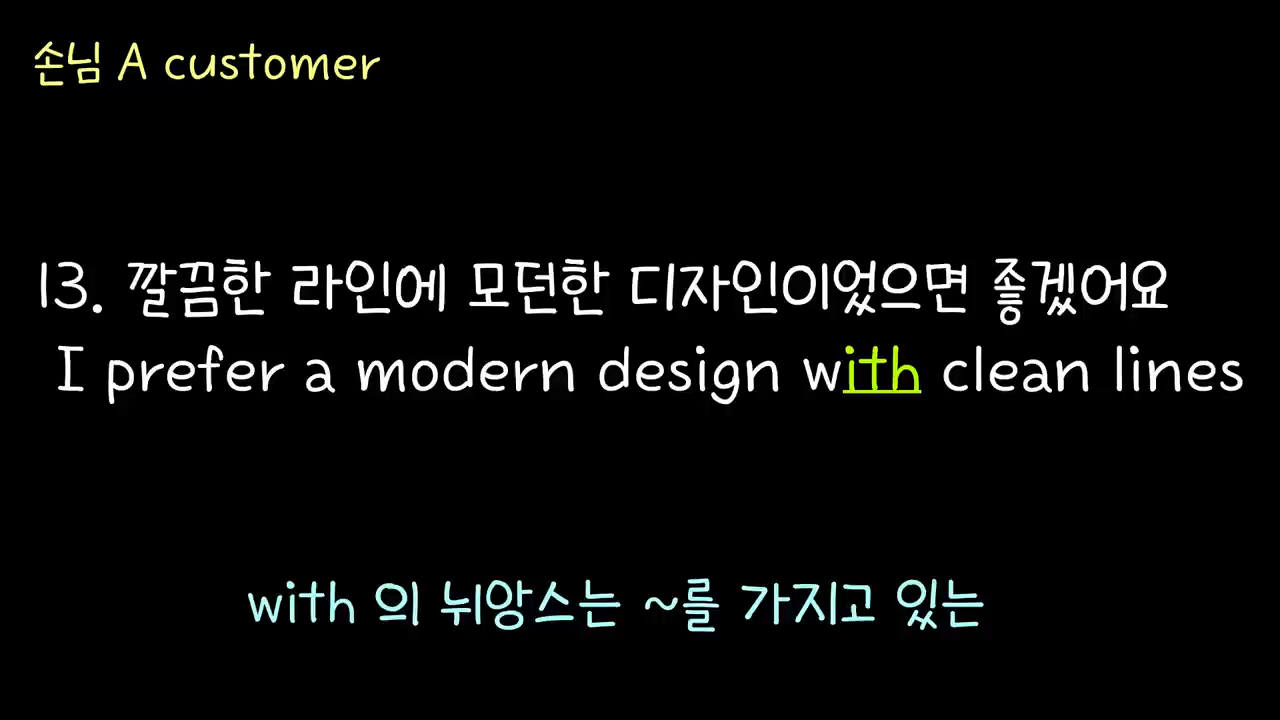 손님 A customer
13. 깔끔한 라인에 모던한 디자인이었으면 좋겠어요
I prefer a modern design with clean lines
with 의 뉘앙스는 ~를 가지고 있는